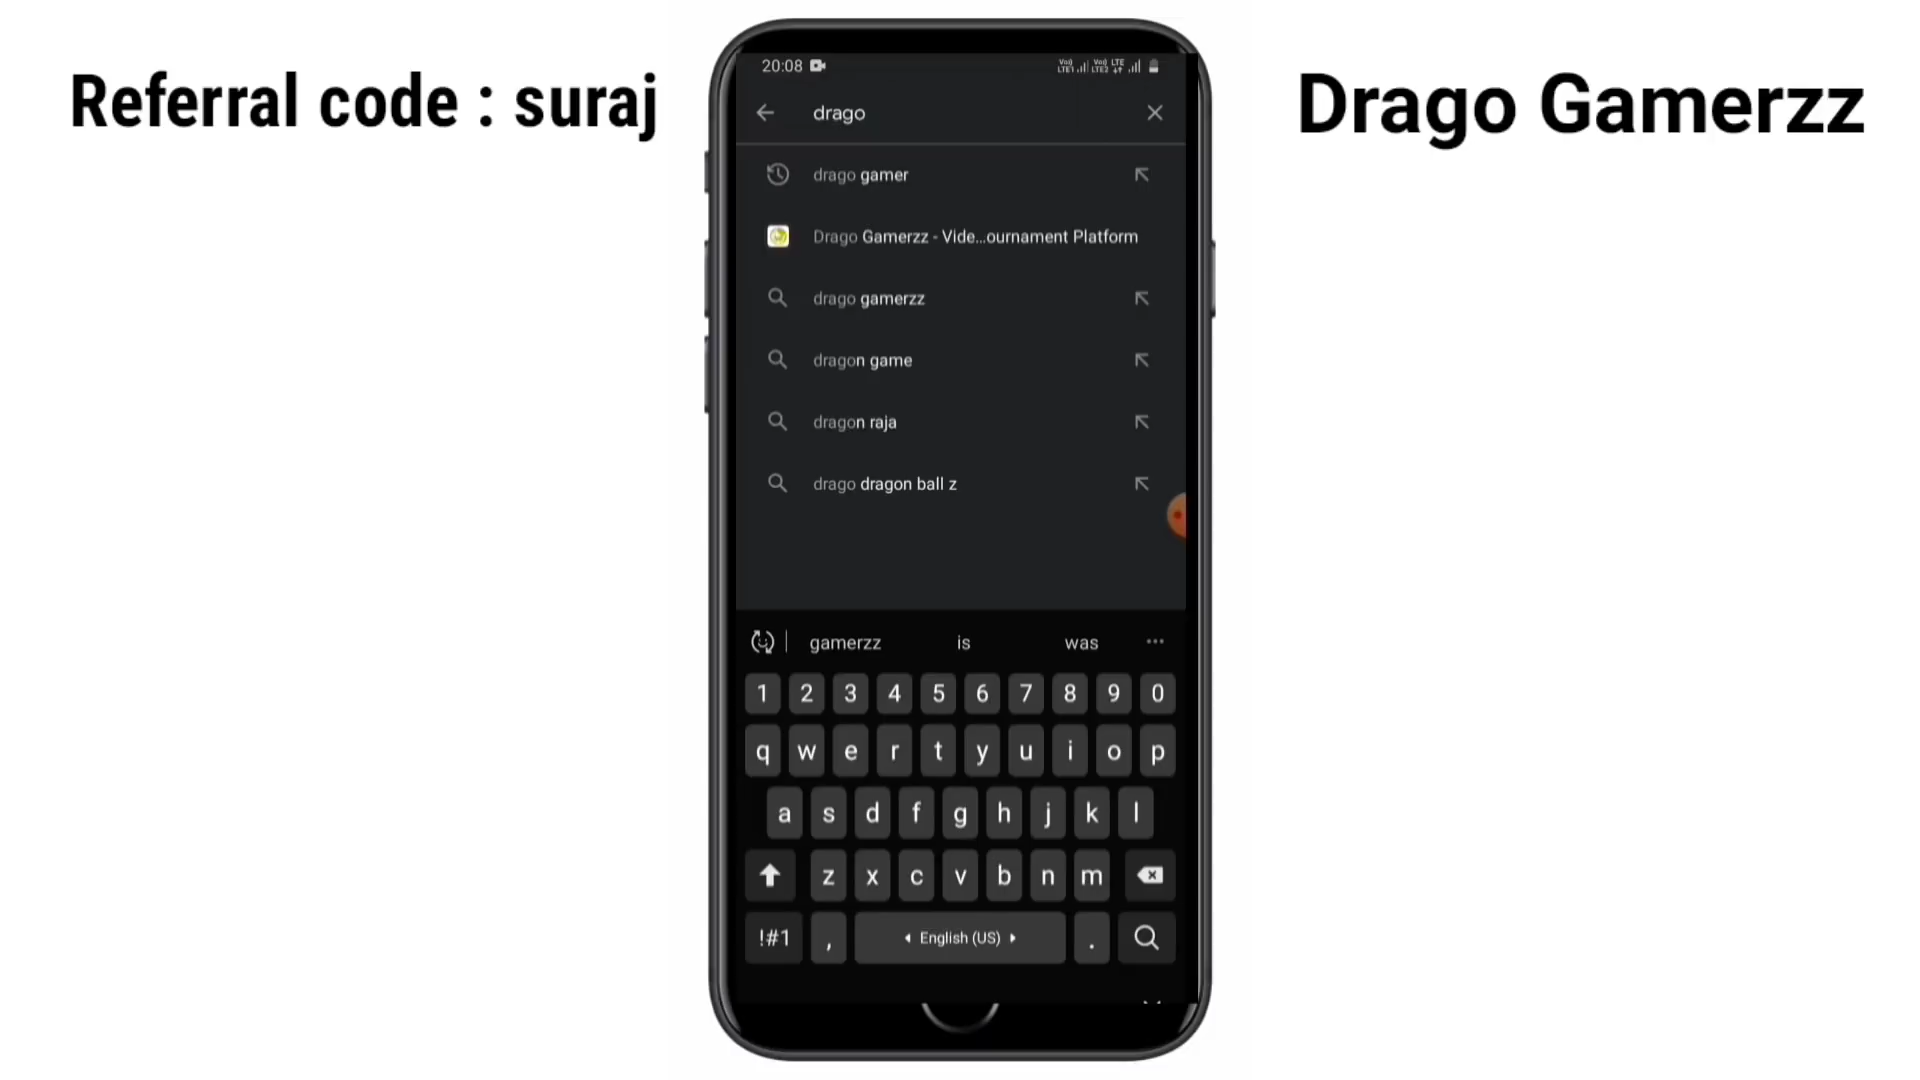 Referral code : suraj
Drago Gamerzz
20:08
drago
drago gamer
Drago Gamerzz - Vide...ournament Platform
drago gamerzz
dragon game
dragon raja
drago dragon ball z
gamerzz is was
1 2 3 4 5 6 7 8 9 0
q w e r t y u i o p
a s d f g h j k l
z x c v b n m
!#1 , English (US) .